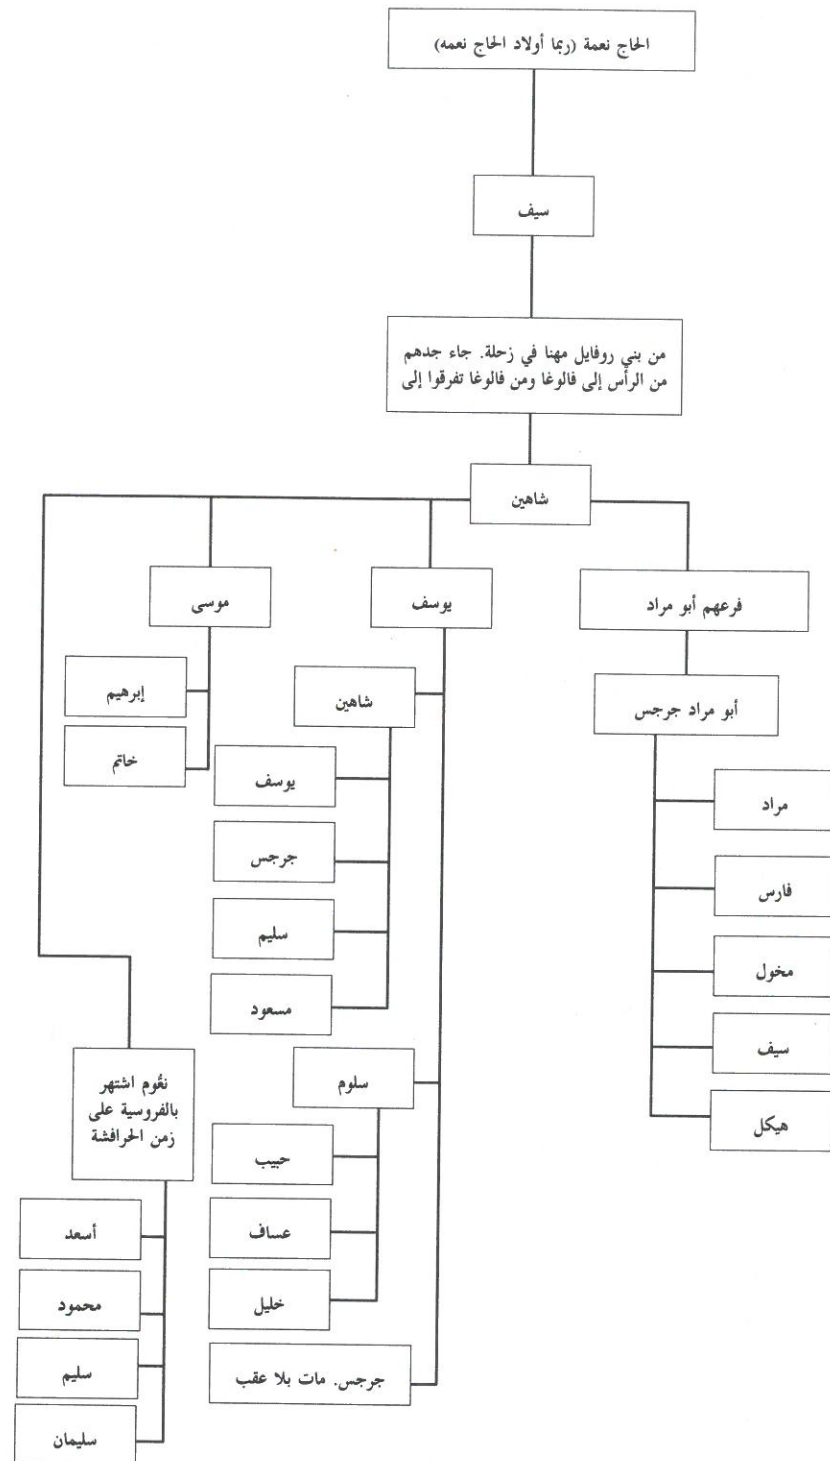 الحاج نعمة (ربما أولاد الحاج نعمه)
سيف
من بني روفايل مهنا في زحلة. جاء جدهم
من الرأس إلى فالوغا ومن فالوغا تفرقوا إلى
شاهين
فرعهم أبو مراد
أبو مراد جرجس
مراد
فارس
مخول
سيف
هيكل
يوسف
شاهين
يوسف
جرجس
سليم
مسعود
سلوم
حبيب
عساف
خليل
جرجس. مات بلا عقب
موسى
إبرهيم
خاتم
نعُوم اشتهر
بالفروسية على
زمن الحرافشة
أسعد
محمود
سليم
سليمان